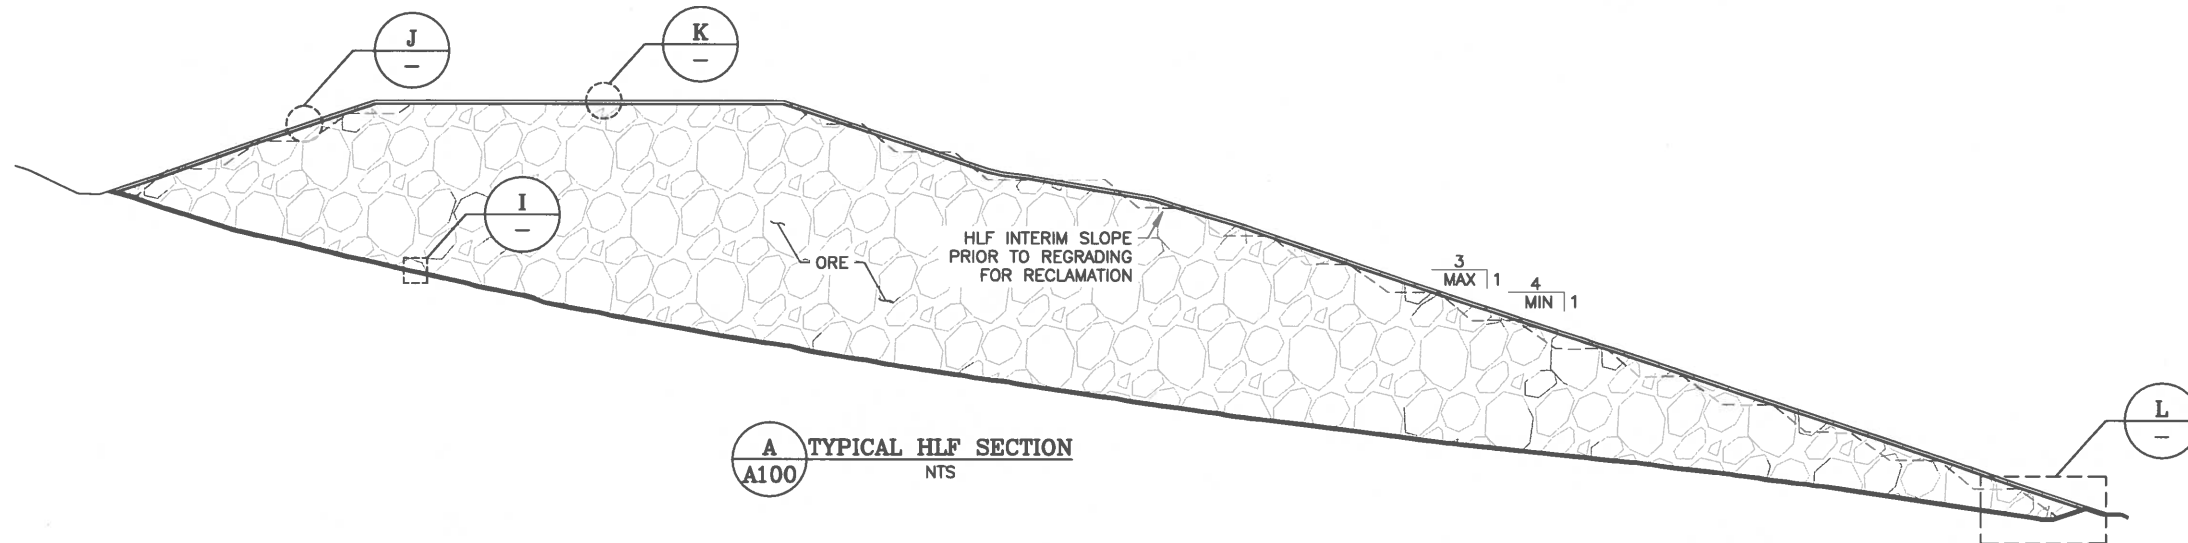 J
–
K
–
I
–
HLF INTERIM SLOPE
PRIOR TO REGRADING
FOR RECLAMATION
ORE
3
MAX 1
4
MIN 1
L
–
A
A100
TYPICAL HLF SECTION
NTS